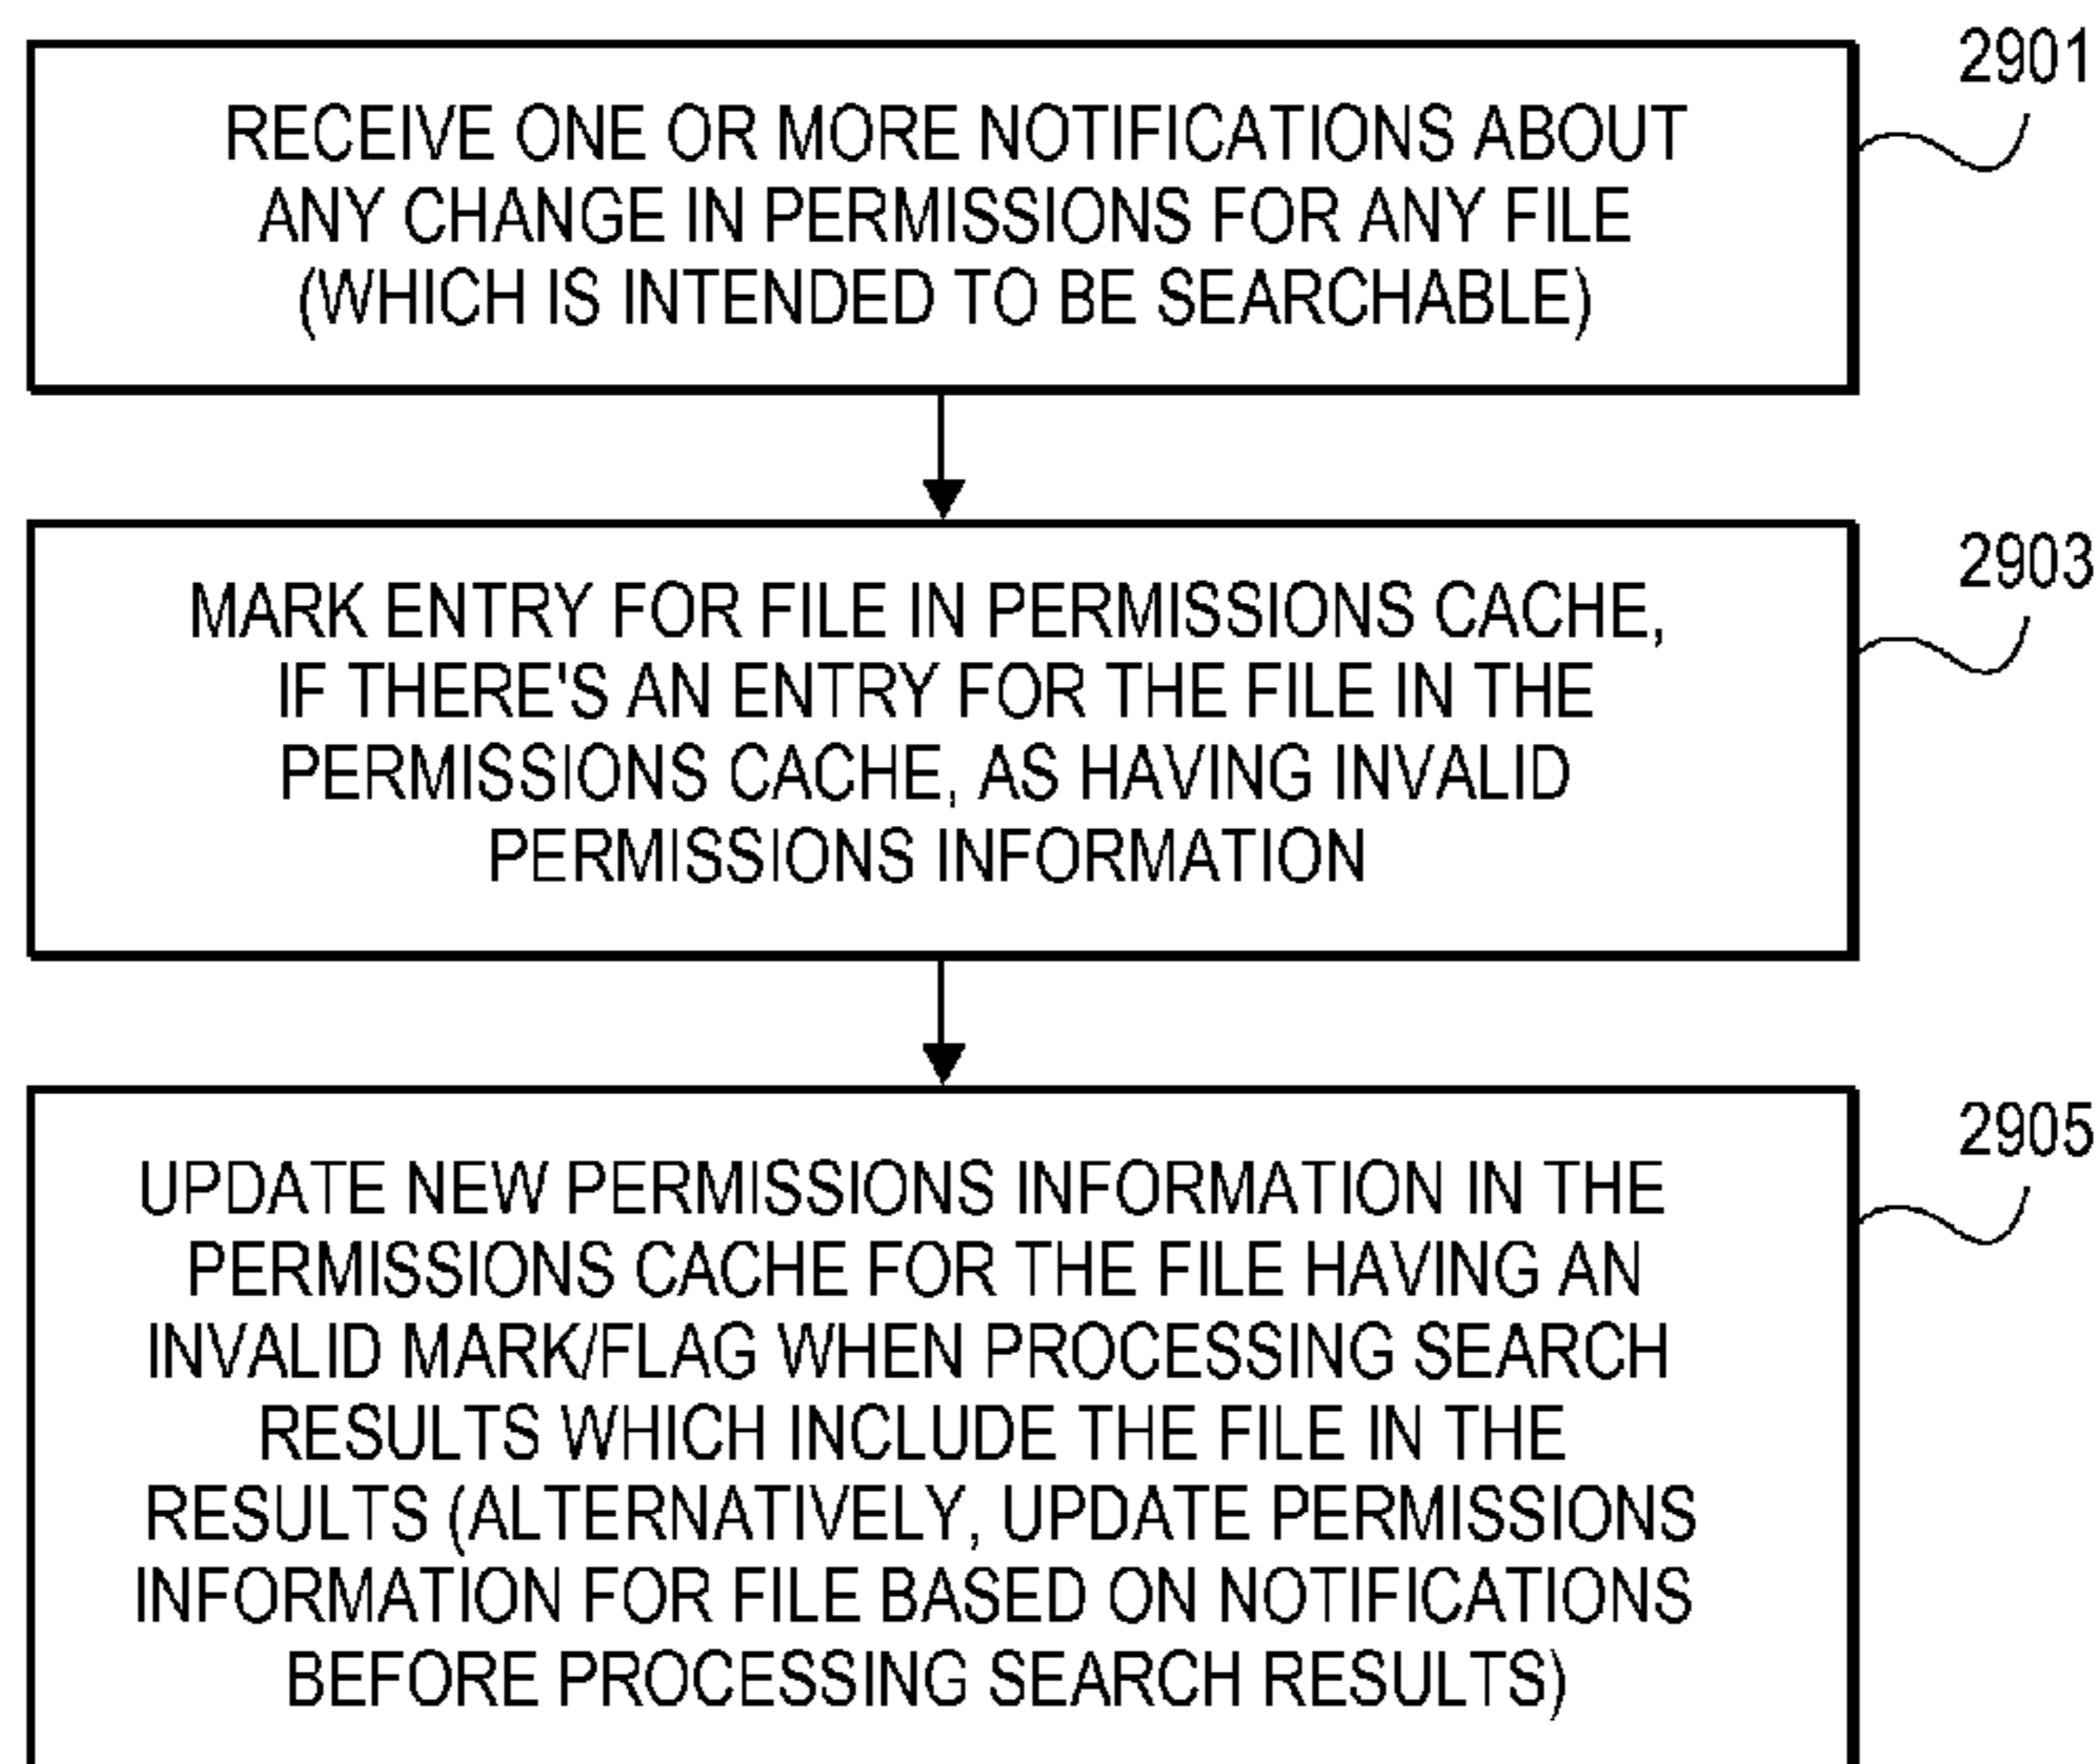 2901
RECEIVE ONE OR MORE NOTIFICATIONS ABOUT
ANY CHANGE IN PERMISSIONS FOR ANY FILE
(WHICH IS INTENDED TO BE SEARCHABLE)
2903
MARK ENTRY FOR FILE IN PERMISSIONS CACHE,
IF THERE'S AN ENTRY FOR THE FILE IN THE
PERMISSIONS CACHE, AS HAVING INVALID
PERMISSIONS INFORMATION
2905
UPDATE NEW PERMISSIONS INFORMATION IN THE
PERMISSIONS CACHE FOR THE FILE HAVING AN
INVALID MARK/FLAG WHEN PROCESSING SEARCH
RESULTS WHICH INCLUDE THE FILE IN THE
RESULTS (ALTERNATIVELY, UPDATE PERMISSIONS
INFORMATION FOR FILE BASED ON NOTIFICATIONS
BEFORE PROCESSING SEARCH RESULTS)